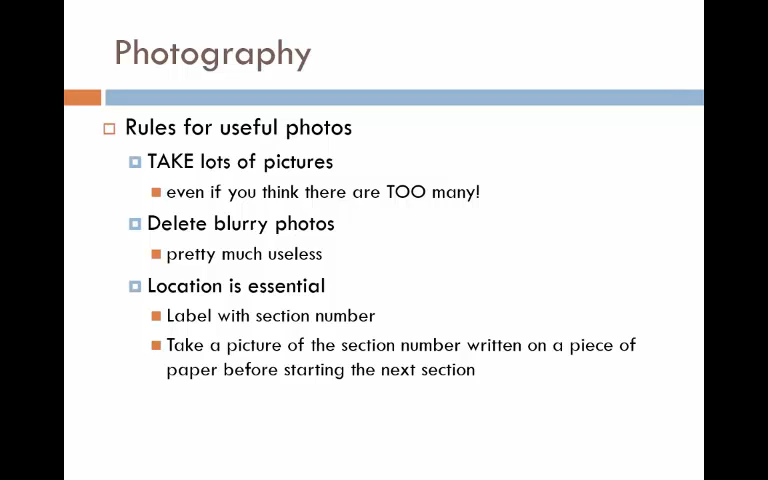 Photography
Rules for useful photos
TAKE lots of pictures
even if you think there are TOO many!
Delete blurry photos
pretty much useless
Location is essential
Label with section number
Take a picture of the section number written on a piece of
paper before starting the next section